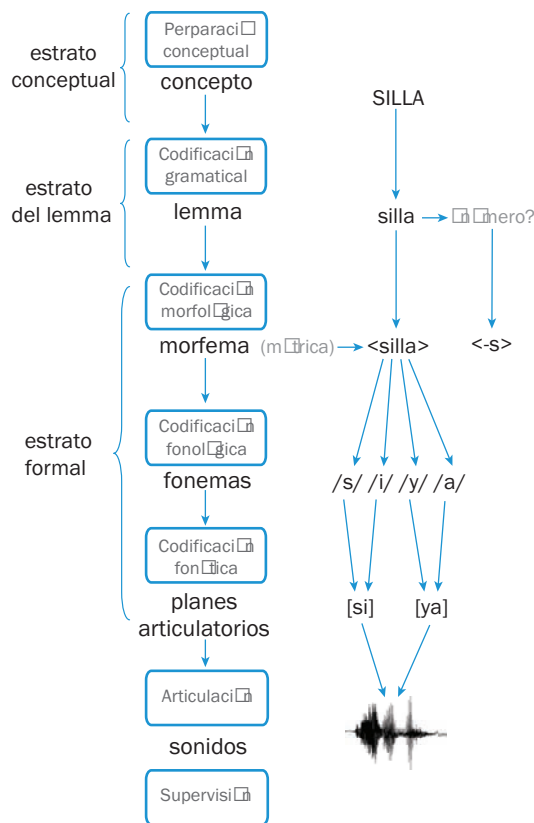 estrato
conceptual
Perparaci□
conceptual
concepto
estrato
del lemma
Codificaci□n
gramatical
lemma
estrato
formal
Codificaci□n
morfol□gica
morfema
(m□trica)
Codificaci□n
fonol□gica
fonemas
Codificaci□n
fon□tica
planes
articulatorios
Articulaci□n
sonidos
Supervisi□n
SILLA
silla
□n□mero?
<silla>
<-s>
/s/ /i/ /y/ /a/
[si] [ya]